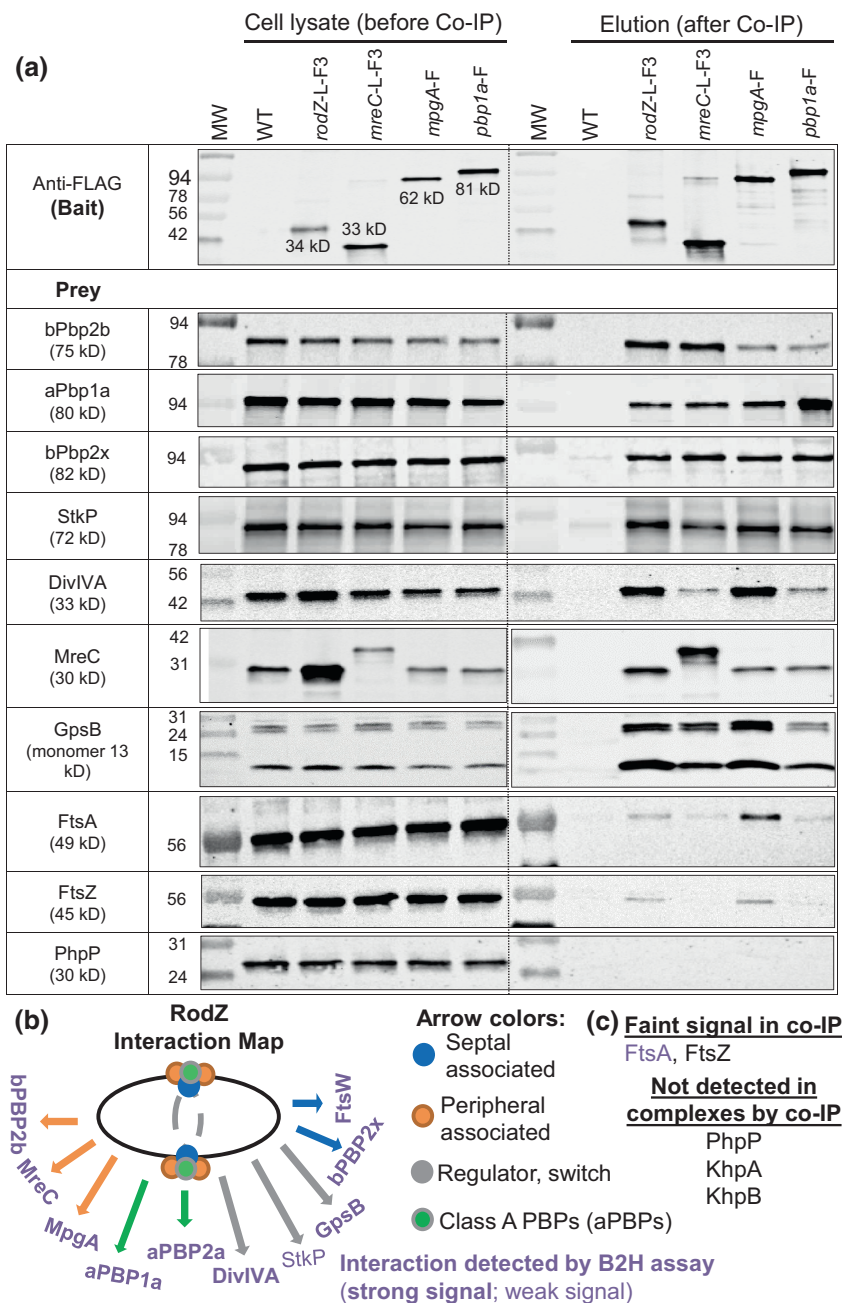 Cell lysate (before Co-IP)
Elution (after Co-IP)
(a)
MW
WT
rodZ-L-F3
mreC-L-F3
mpgA-F
pbp1a-F
MW
WT
rodZ-L-F3
mreC-L-F3
mpgA-F
pbp1a-F
Anti-FLAG
(Bait)
94
78
56
42
34 kD
33 kD
62 kD
81 kD
Prey
bPbp2b
(75 kD)
94
78
aPbp1a
(80 kD)
94
bPbp2x
(82 kD)
94
StkP
(72 kD)
94
78
DivIVA
(33 kD)
56
42
MreC
(30 kD)
42
31
GpsB
(monomer 13
kD)
31
24
15
FtsA
(49 kD)
56
FtsZ
(45 kD)
56
PhpP
(30 kD)
31
24
(b)
RodZ
Interaction Map
bPBP2b
MreC
MpgA
aPBP1a
aPBP2a
DivIVA
StkP
GpsB
bPBP2x
FtsW
Arrow colors:
Septal
associated
Peripheral
associated
Regulator, switch
Class A PBPs (aPBPs)
Interaction detected by B2H assay
(strong signal; weak signal)
(c)
Faint signal in co-IP
FtsA, FtsZ
Not detected in
complexes by co-IP
PhpP
KhpA
KhpB